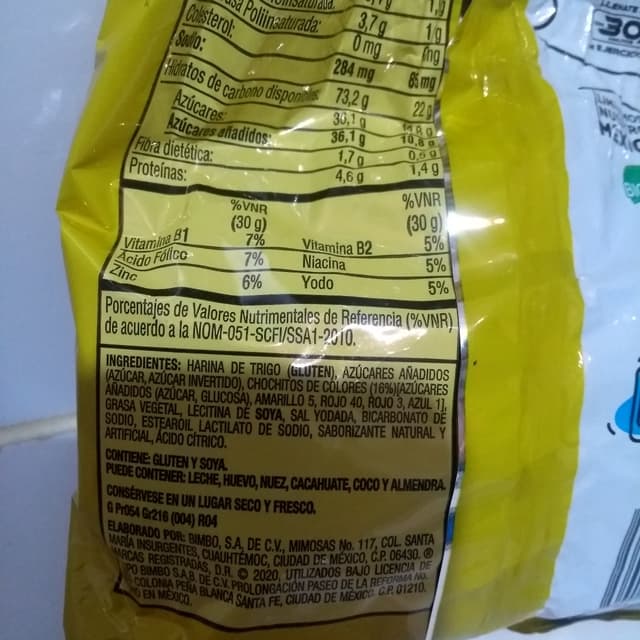 Poliinsaturada: 3,7 g 1,1g
Colesterol: 0 mg 0mg
Sodio: 284 mg 85 mg
Hidratos de carbono disponibles: 73,2 g 22 g
Azúcares:
Azúcares añadidos: 36,1 g 10,8 g
Fibra dietética: 1,7 g 0,5 g
Proteínas: 4,6 g 1,4 g
%VNR %VNR
(30 g) (30 g)
Vitamina B1 7% Vitamina B2 5%
Ácido Fólico 7% Niacina 5%
Zinc 6% Yodo 5%
Porcentajes de Valores Nutrimentales de Referencia (%VNR)
de acuerdo a la NOM-051-SCFI/SSA1-2010.
INGREDIENTES: HARINA DE TRIGO (GLUTEN), AZÚCARES AÑADIDOS
(AZÚCAR, AZÚCAR INVERTIDO), CHOCHITOS DE COLORES (16%)[AZÚCARES
AÑADIDOS (AZÚCAR, GLUCOSA), AMARILLO 5, ROJO 40, ROJO 3, AZUL 1],
GRASA VEGETAL, LECITINA DE SOYA, SAL YODADA, BICARBONATO DE
SODIO, ESTEAROIL LACTILATO DE SODIO, SABORIZANTE NATURAL Y
ARTIFICIAL, ÁCIDO CÍTRICO.
CONTIENE: GLUTEN Y SOYA.
PUEDE CONTENER: LECHE, HUEVO, NUEZ, CACAHUATE, COCO Y ALMENDRA.
CONSÉRVESE EN UN LUGAR SECO Y FRESCO.
G Pr054 Gr216 (004) R04
ELABORADO POR: BIMBO, S.A. DE C.V., MIMOSAS No. 117, COL. SANTA
MARÍA INSURGENTES, CUAUHTÉMOC, CIUDAD DE MÉXICO, C.P. 06430. ®
MARCAS REGISTRADAS, D.R. © 2020, UTILIZADOS BAJO LICENCIA DE
BIMBO S.A.B. DE C.V. PROLONGACIÓN PASEO DE LA REFORMA No.
COLONIA PEÑA BLANCA SANTA FE, CIUDAD DE MÉXICO, C.P. 01210.
EN MÉXICO.